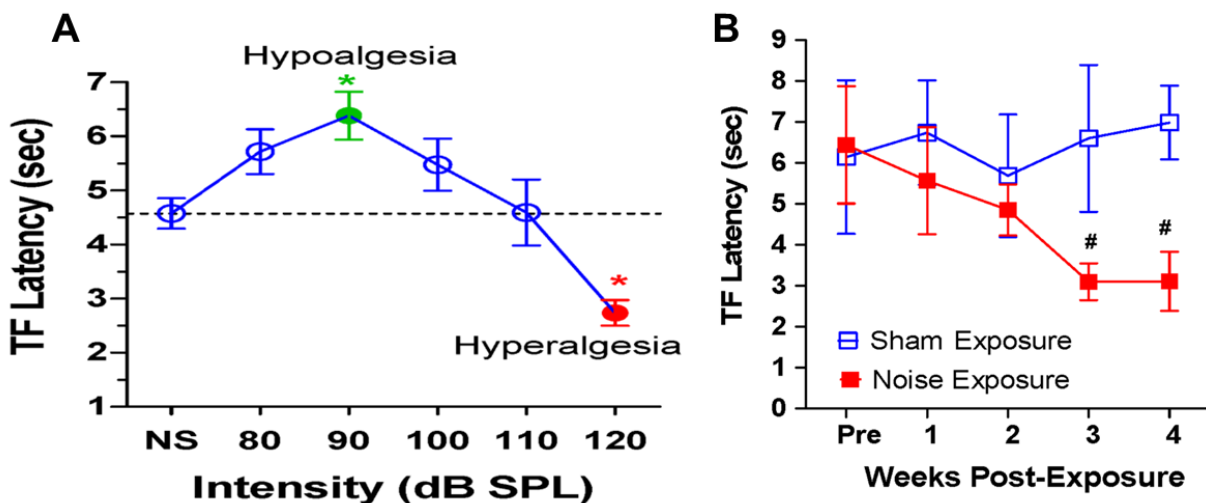 A
Hypoalgesia
*
7
6
5
4
3
2
1
TF Latency (sec)
*
Hyperalgesia
NS 80 90 100 110 120
Intensity (dB SPL)
B
9
8
7
6
5
4
3
2
1
0
TF Latency (sec)
# #
Sham Exposure
Noise Exposure
Pre 1 2 3 4
Weeks Post-Exposure